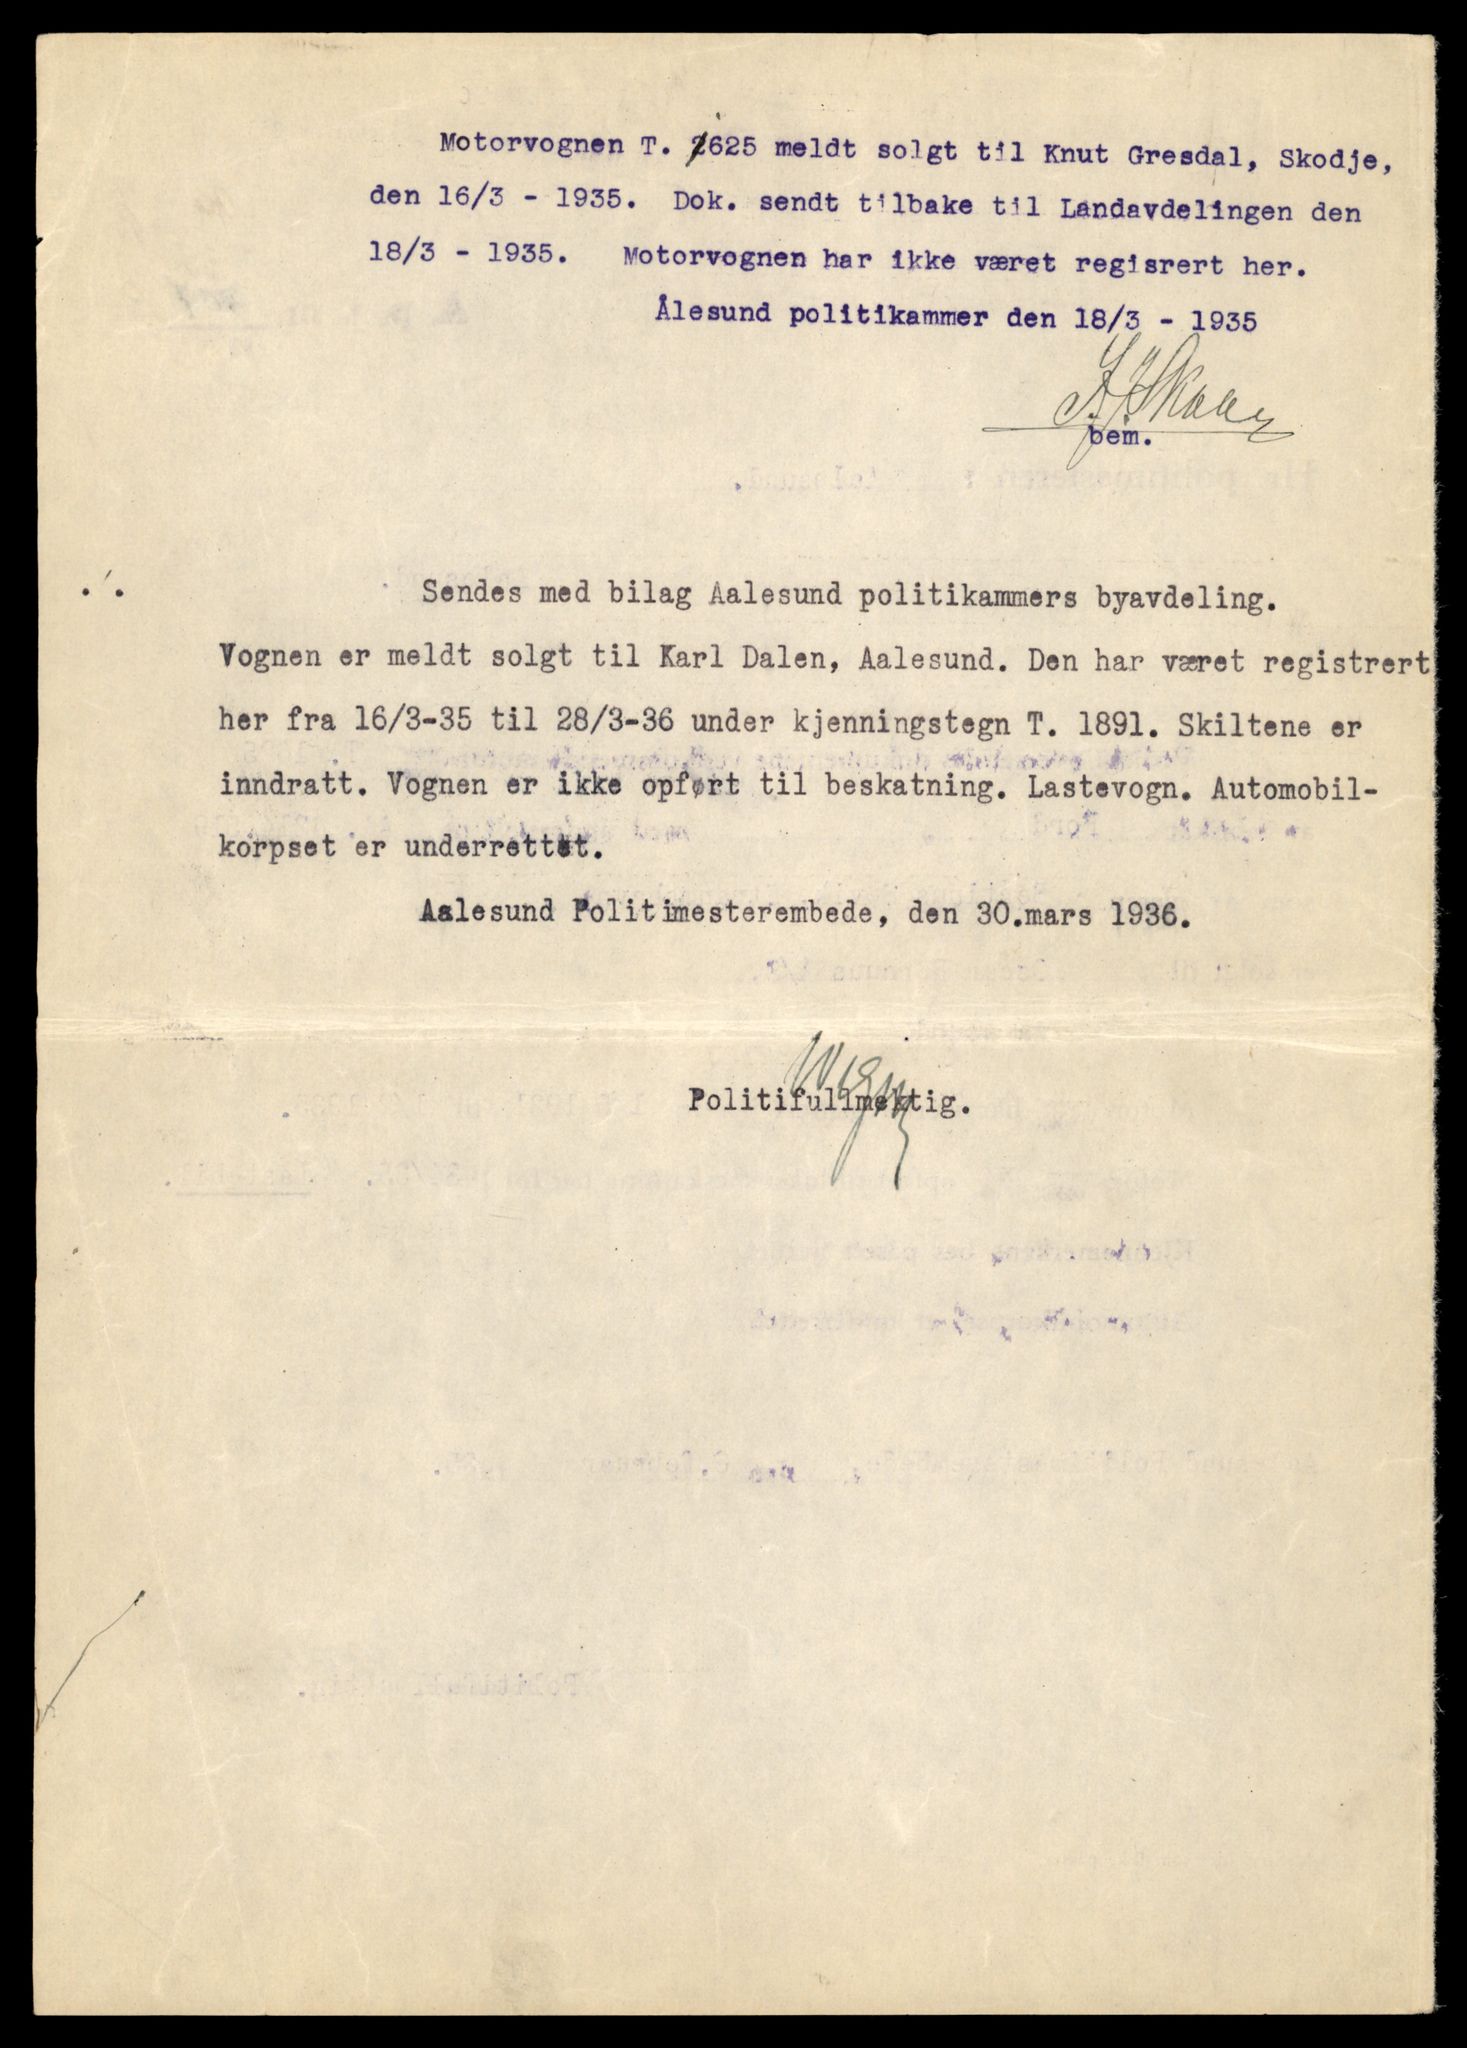 Motorvognen T. 1625 meldt solgt til Knut Gresdal, Skodje,
den 16/3 - 1935. Dok. sendt tilbake til Landavdelingen den
18/3 - 1935. Motorvognen har ikke været regisrert her.
Ålesund politikammer den 18/3 - 1935
bem.
Sendes med bilag Aalesund politikammers byavdeling.
Vognen er meldt solgt til Karl Dalen, Aalesund. Den har været registrert
her fra 16/3-35 til 28/3-36 under kjenningstegn T. 1891. Skiltene er
inndratt. Vognen er ikke opført til beskatning. Lastevogn. Automobil-
korpset er underrettet.
Aalesund Politimesterembede, den 30.mars 1936.
Politifullmektig.